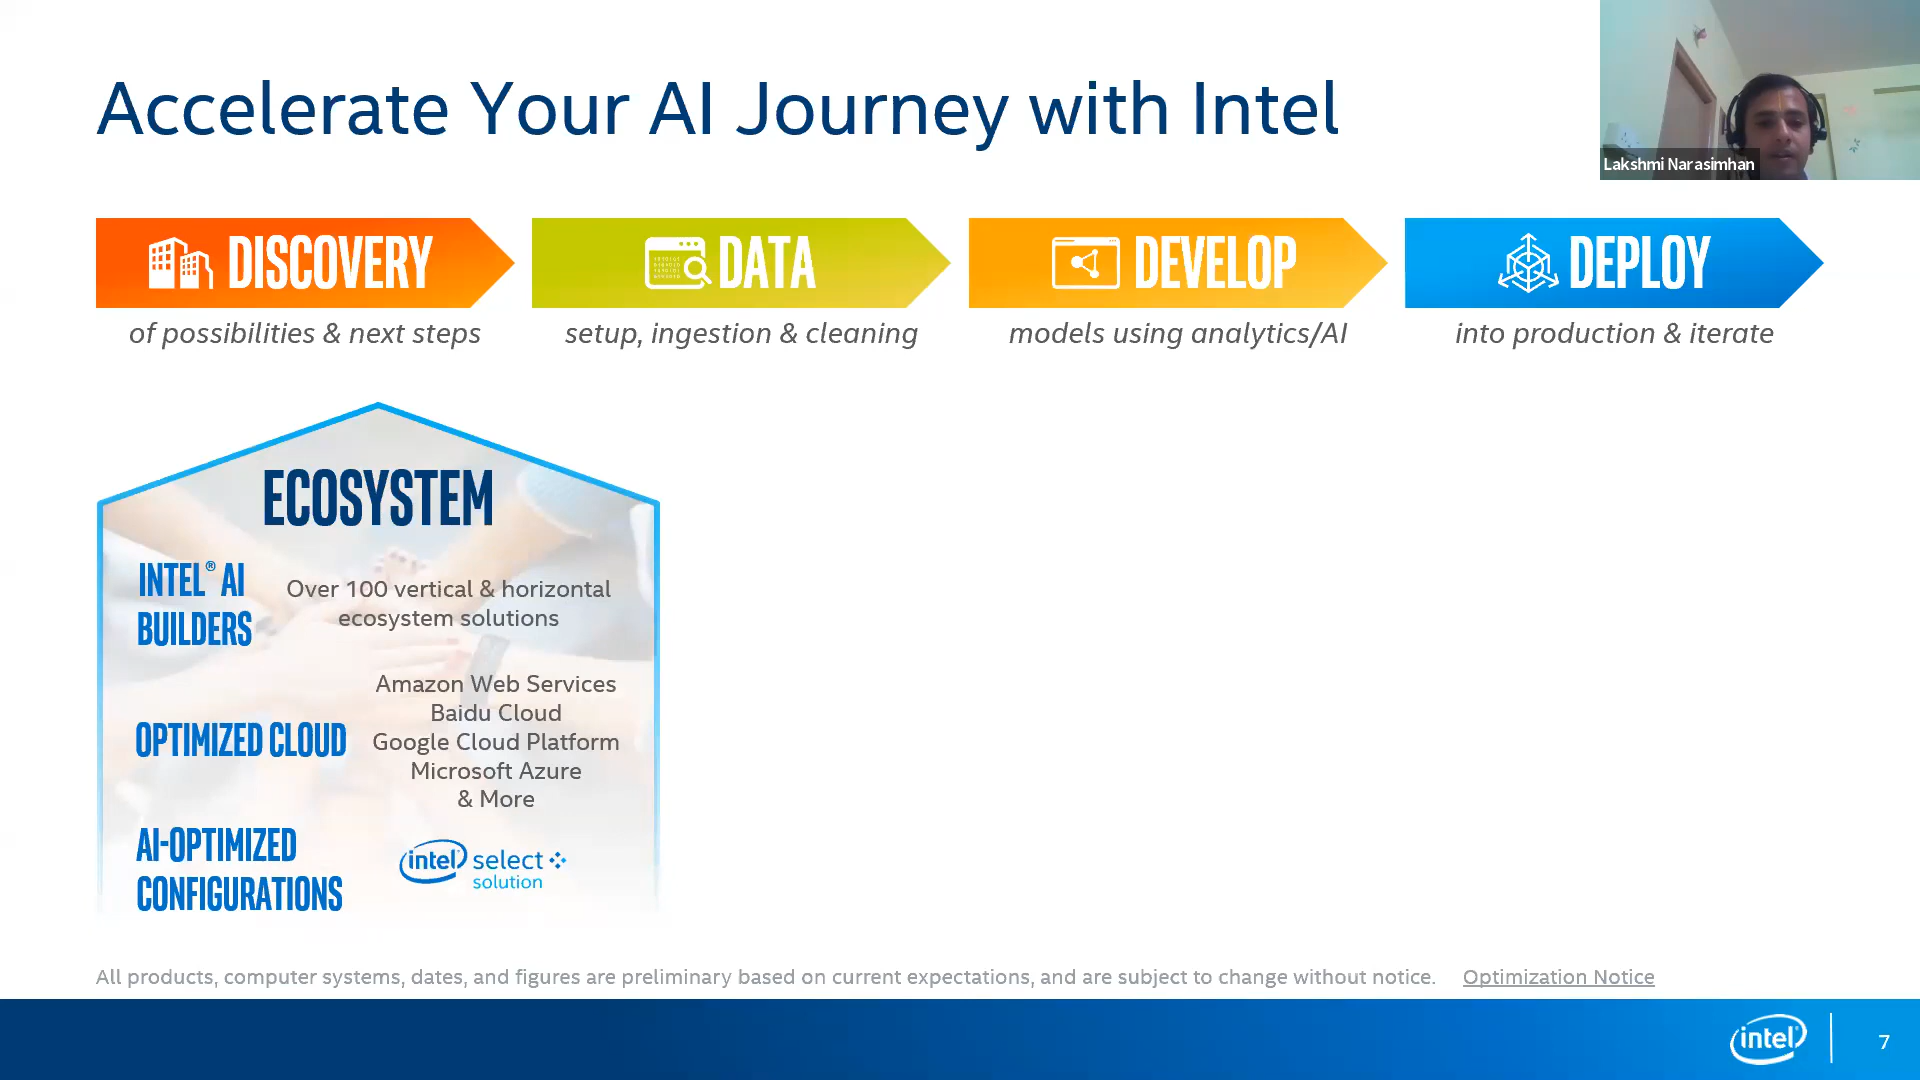 Accelerate Your AI Journey with Intel
Lakshmi Narasimhan
DISCOVERY
of possibilities & next steps
DATA
setup, ingestion & cleaning
DEVELOP
models using analytics/AI
DEPLOY
into production & iterate
ECOSYSTEM
INTEL® AI
BUILDERS
Over 100 vertical & horizontal
ecosystem solutions
OPTIMIZED CLOUD
Amazon Web Services
Baidu Cloud
Google Cloud Platform
Microsoft Azure
& More
AI-OPTIMIZED
CONFIGURATIONS
intel select
solution
All products, computer systems, dates, and figures are preliminary based on current expectations, and are subject to change without notice. Optimization Notice
intel 7